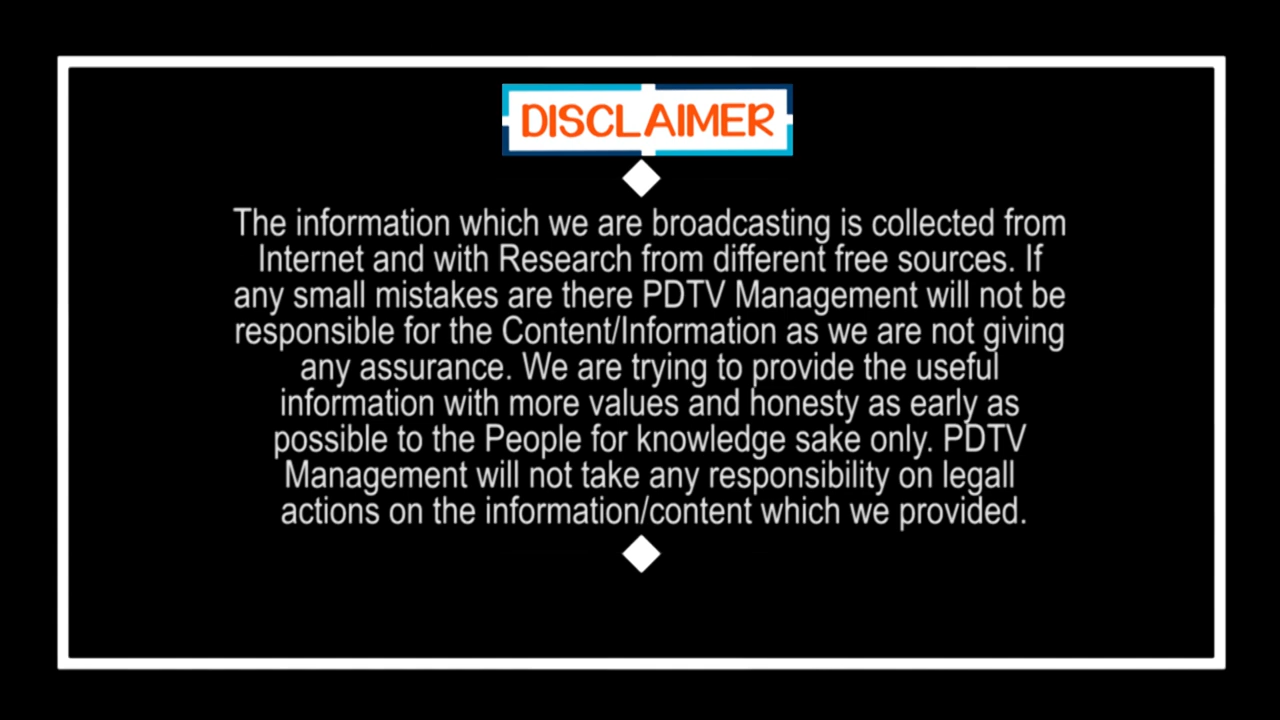 DISCLAIMER
The information which we are broadcasting is collected from
Internet and with Research from different free sources. If
any small mistakes are there PDTV Management will not be
responsible for the Content/Information as we are not giving
any assurance. We are trying to provide the useful
information with more values and honesty as early as
possible to the People for knowledge sake only. PDTV
Management will not take any responsibility on legall
actions on the information/content which we provided.